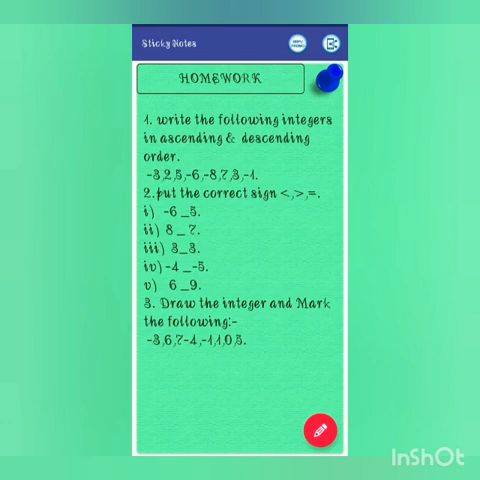 Sticky Notes
HOMEWORK
1. write the following integers
in ascending & descending
order.
-3,2,5,-6,-8,7,3,-1.
2.put the correct sign <,>,=.
i) -6 _5.
ii) 8 _ 7.
iii) 3_3.
iv) -4 _-5.
v) 6 _9.
3. Draw the integer and Mark
the following:-
-3,6,7-4,-1,1,0,5.
InShOt